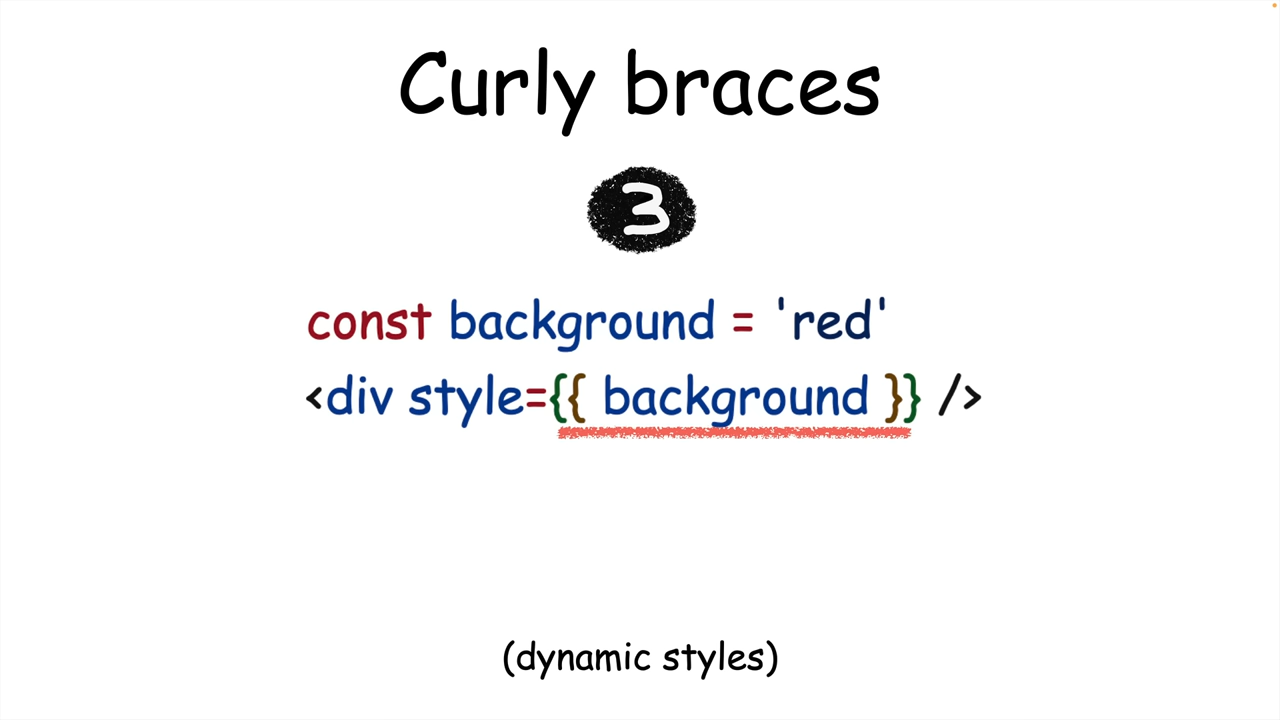 Curly braces
3
const background = 'red'
<div style={{ background }} />
(dynamic styles)